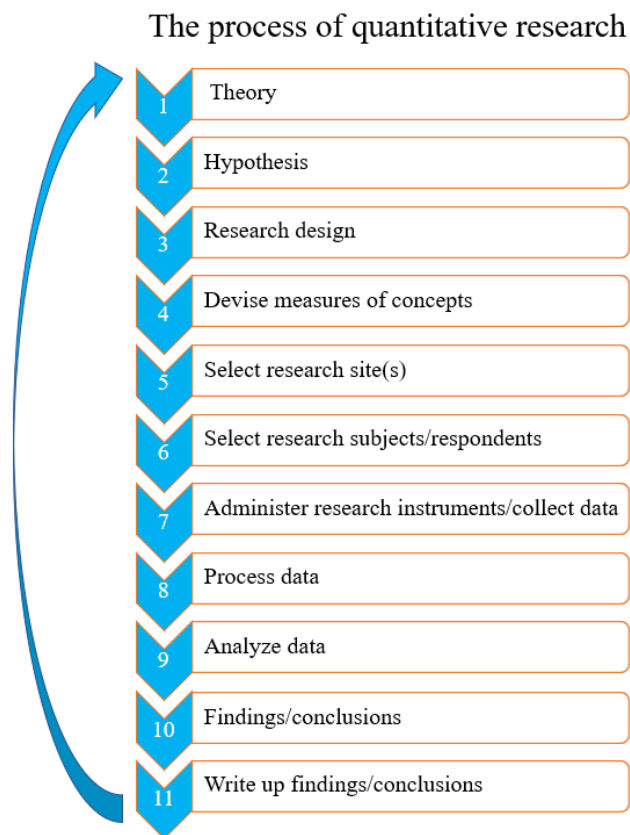 The process of quantitative research
1 Theory
2 Hypothesis
3 Research design
4 Devise measures of concepts
5 Select research site(s)
6 Select research subjects/respondents
7 Administer research instruments/collect data
8 Process data
9 Analyze data
10 Findings/conclusions
11 Write up findings/conclusions